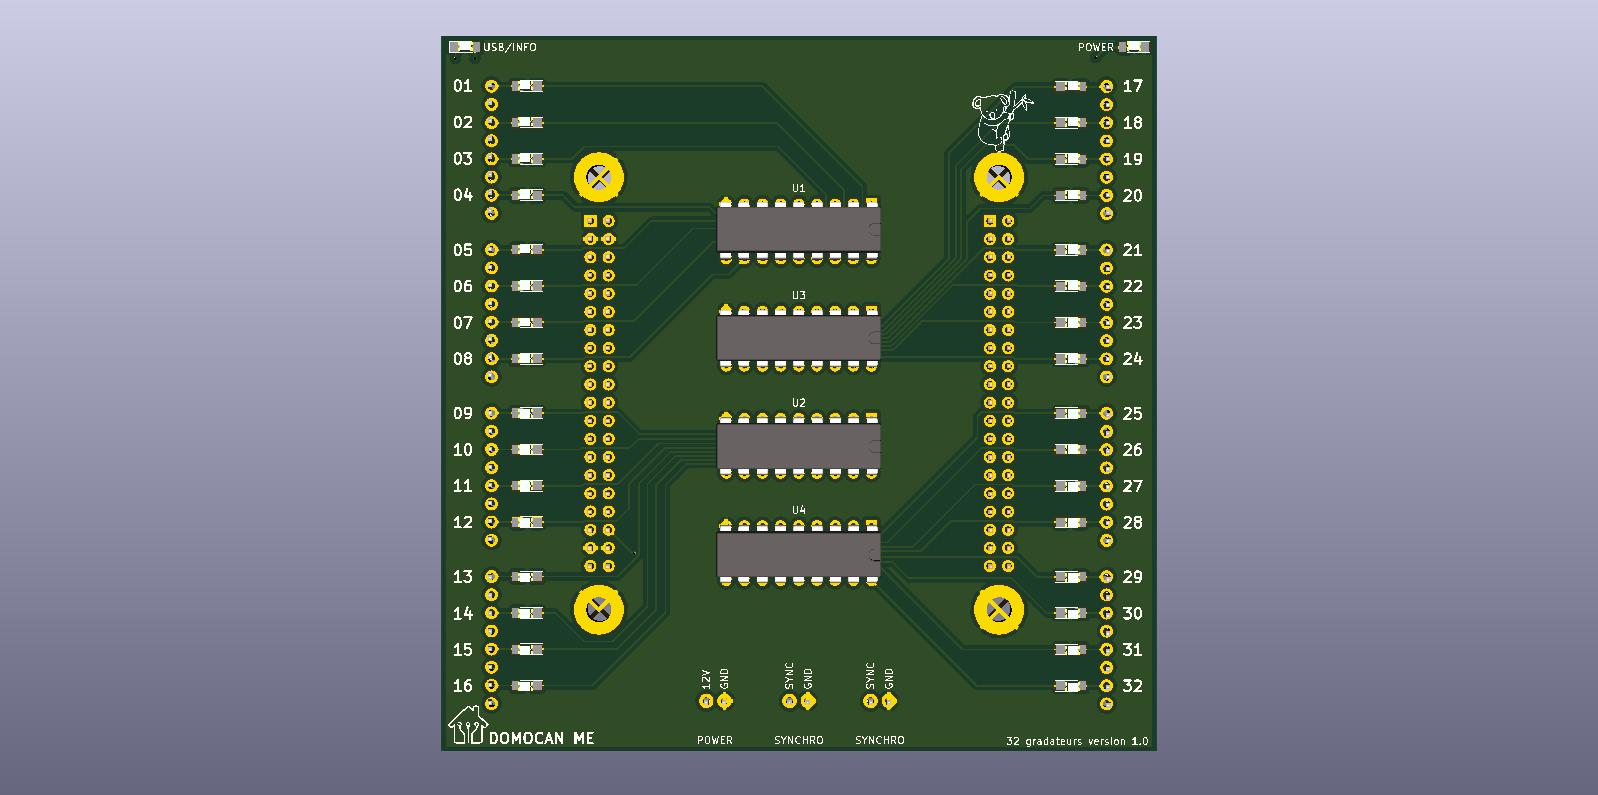 USB/INFO
POWER
01
02
03
04
05
06
07
08
09
10
11
12
13
14
15
16
17
18
19
20
21
22
23
24
25
26
27
28
29
30
31
32
U1
U3
U2
U4
12V
GND
SYNC
GND
SYNC
GND
POWER
SYNCHRO
SYNCHRO
DOMOCAN ME
32 gradateurs version 1.0